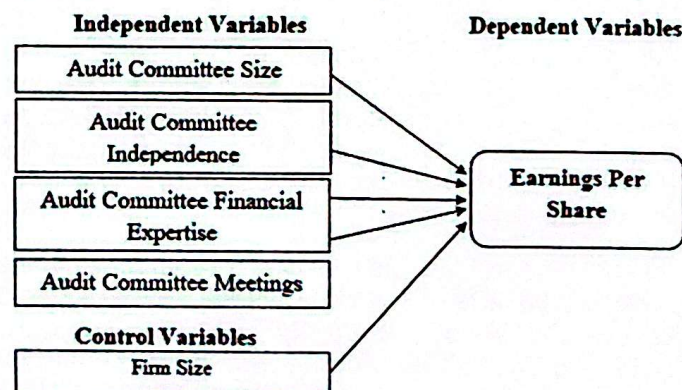 Independent Variables
Dependent Variables
Audit Committee Size
Audit Committee
Independence
Audit Committee Financial
Expertise
Audit Committee Meetings
Control Variables
Firm Size
Earnings Per
Share